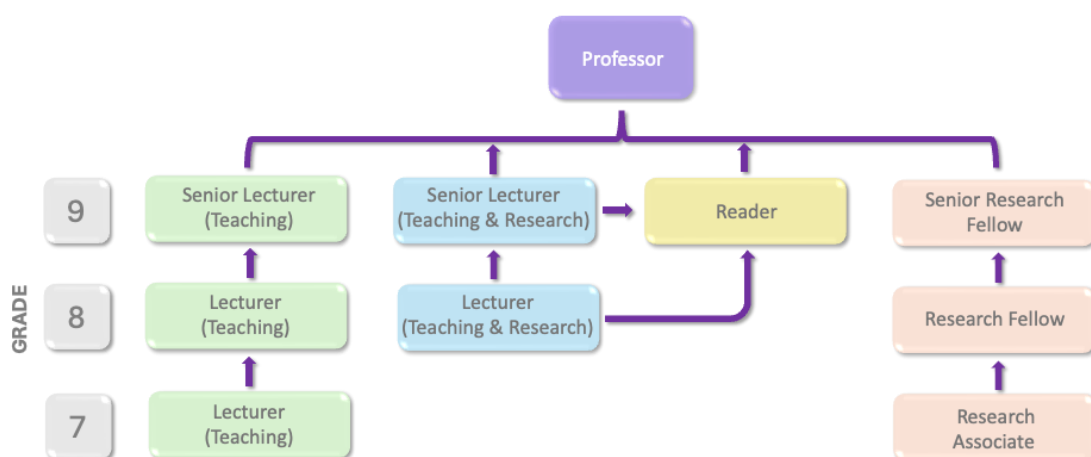 Professor
9
Senior Lecturer
(Teaching)
Senior Lecturer
(Teaching & Research)
Reader
Senior Research
Fellow
GRADE
8
Lecturer
(Teaching)
Lecturer
(Teaching & Research)
Research Fellow
7
Lecturer
(Teaching)
Research
Associate